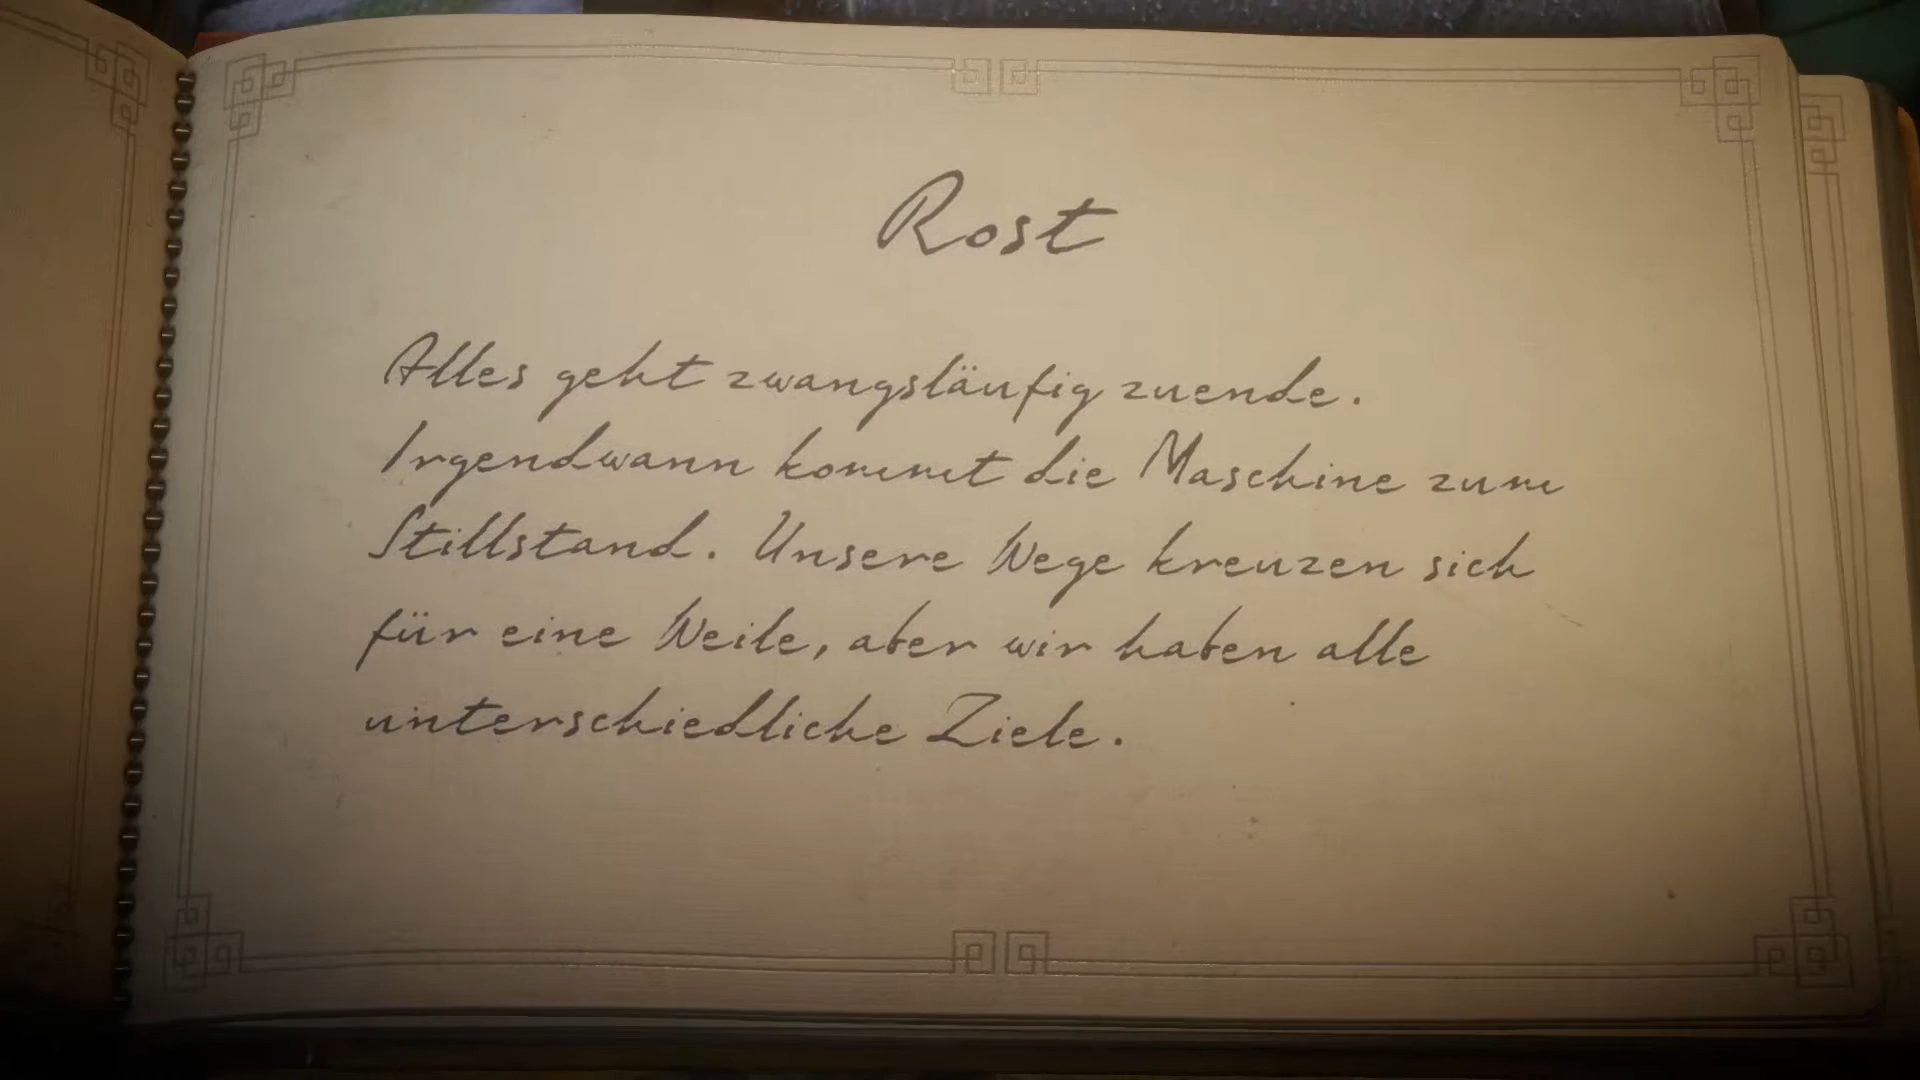 Rost
Alles geht zwangsläufig zuende.
Irgendwann kommt die Maschine zum
Stillstand. Unsere Wege kreuzen sich
für eine Weile, aber wir haben alle
unterschiedliche Ziele.